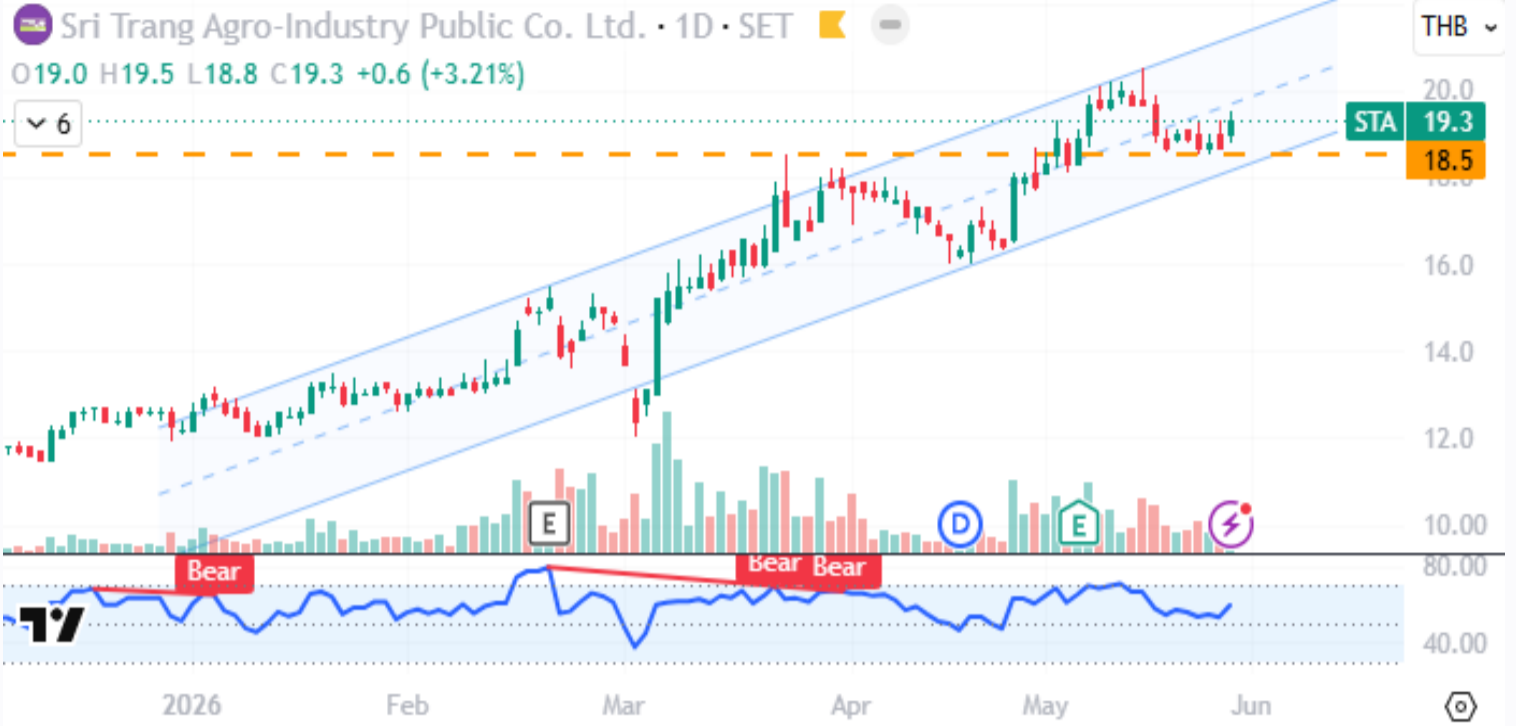 Sri Trang Agro-Industry Public Co. Ltd. · 1D · SET
THB
O19.0 H19.5 L18.8 C19.3 +0.6 (+3.21%)
6
20.0
STA 19.3
18.5
18.0
16.0
14.0
12.0
10.00
E
D
E
80.00
Bear
Bear
Bear
40.00
2026
Feb
Mar
Apr
May
Jun